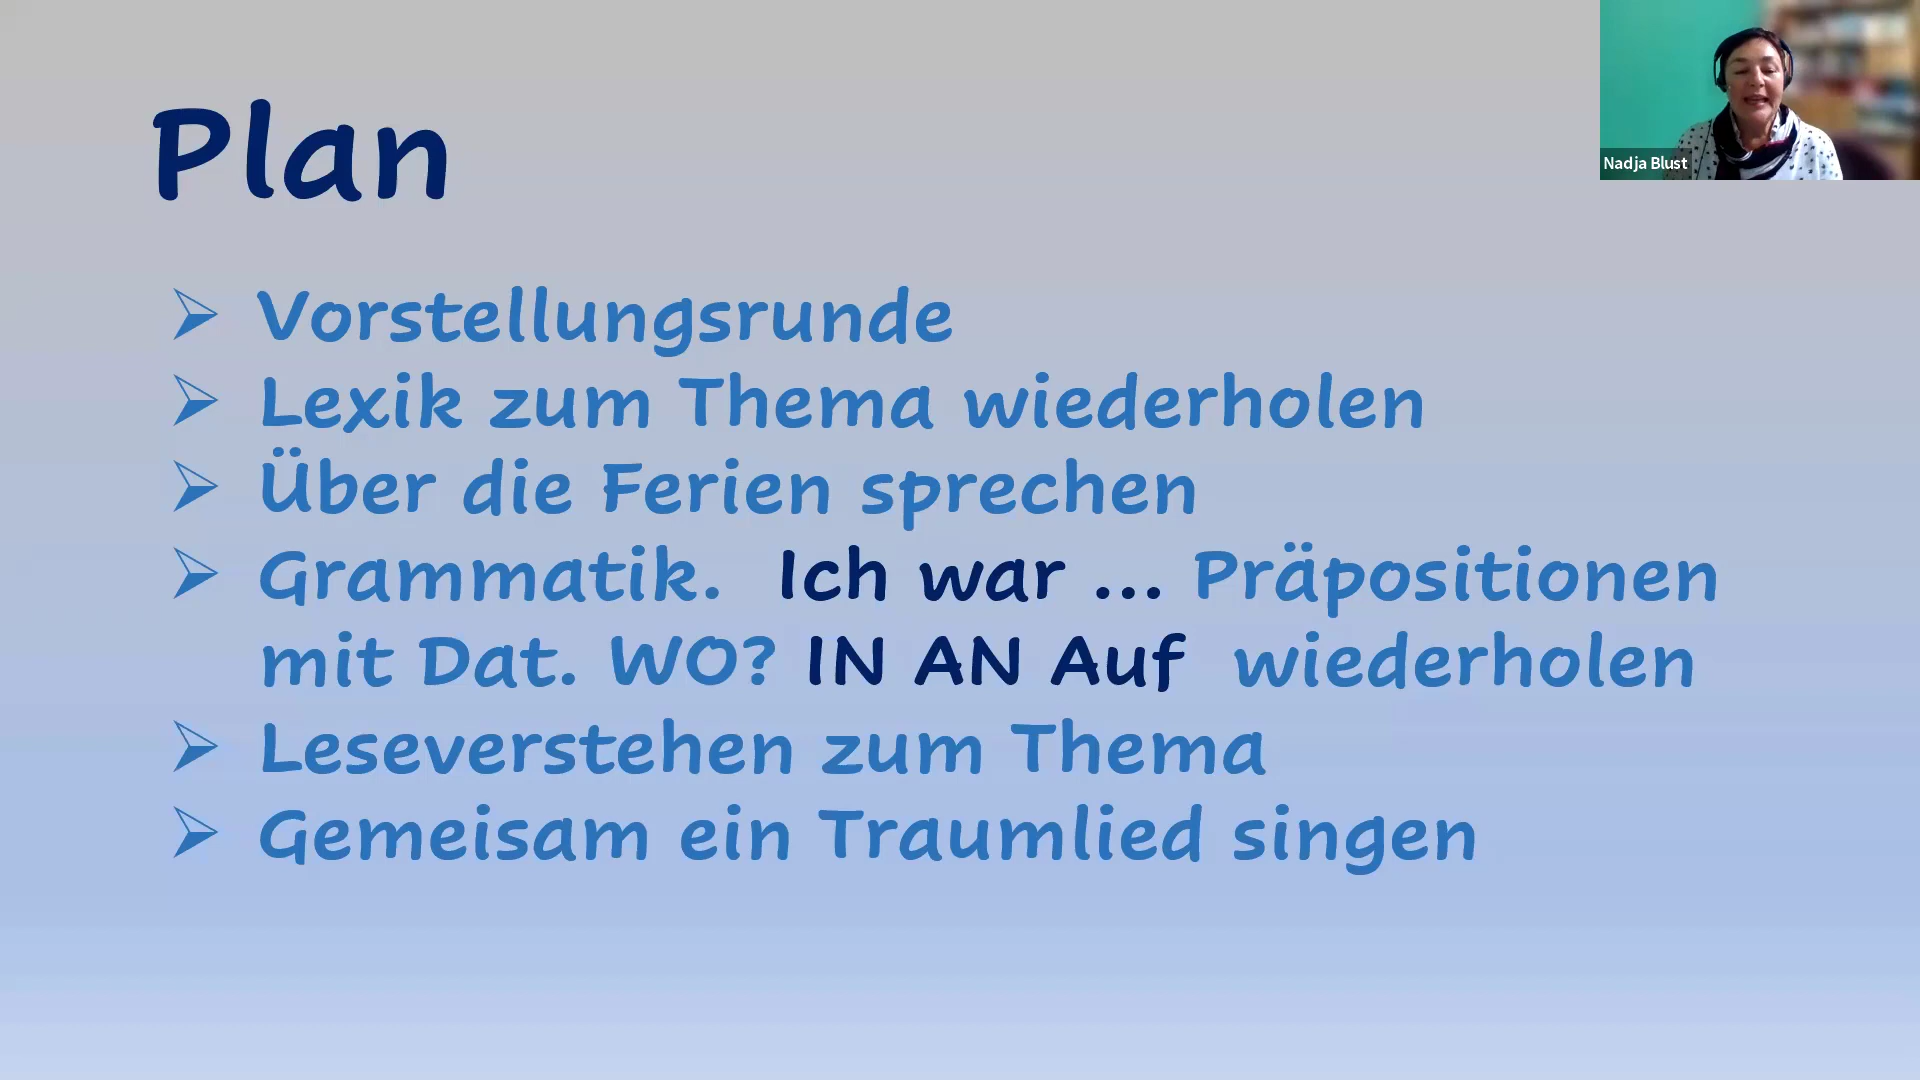 Plan
Nadja Blust
Vorstellungsrunde
Lexik zum Thema wiederholen
Über die Ferien sprechen
Grammatik. Ich war ... Präpositionen
mit Dat. WO? IN AN Auf wiederholen
Leseverstehen zum Thema
Gemeisam ein Traumlied singen